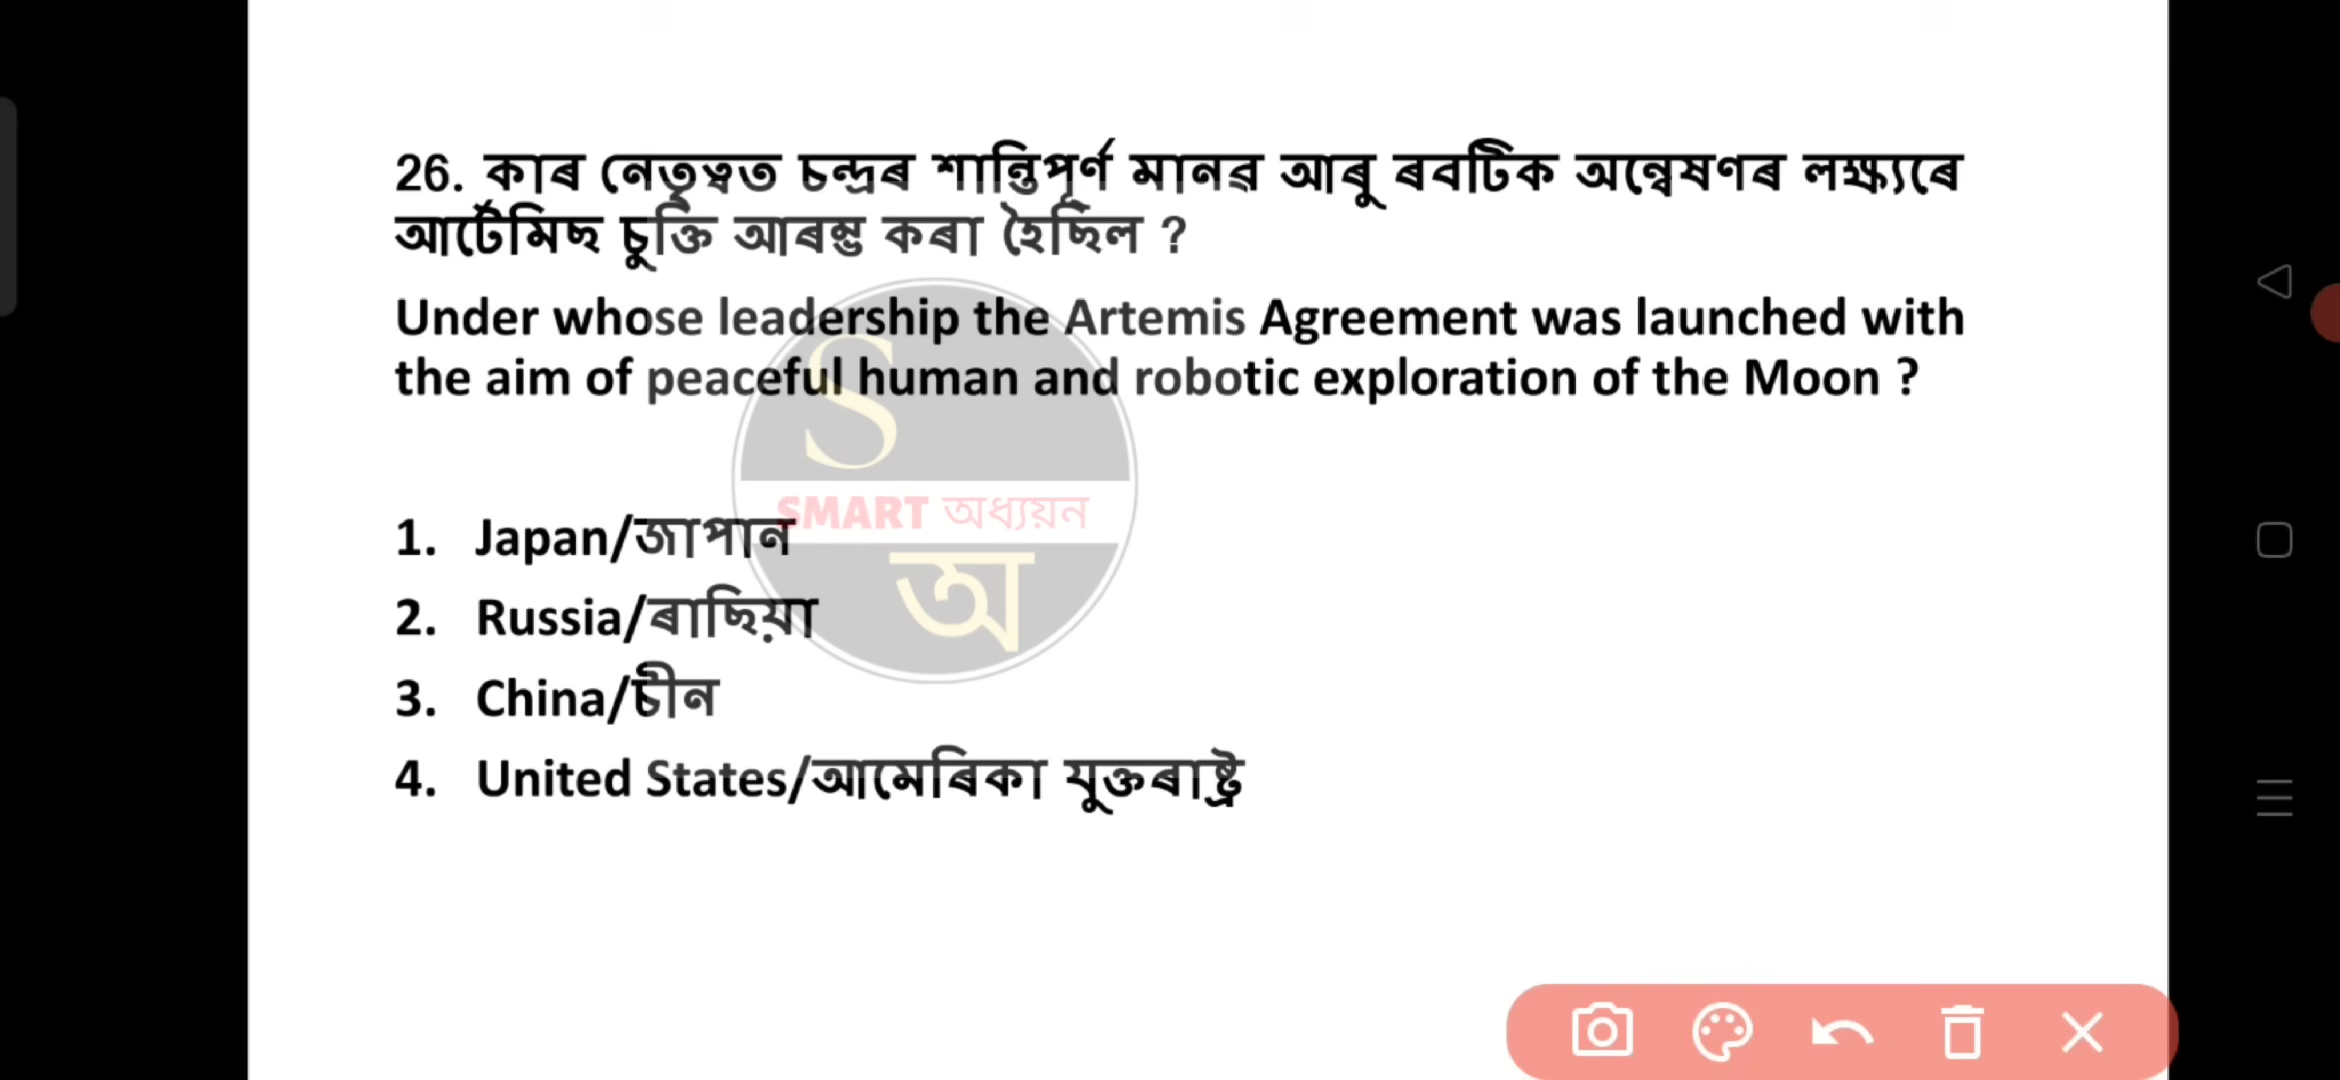 26. কাৰ নেতৃত্বত চন্দ্ৰৰ শান্তিপূৰ্ণ মানৱ আৰু ৰবটিক অন্বেষণৰ লক্ষ্যৰে
আৰ্টেমিছ চুক্তি আৰম্ভ কৰা হৈছিল ?
Under whose leadership the Artemis Agreement was launched with
the aim of peaceful human and robotic exploration of the Moon ?
S
SMART অধ্যয়ন
অ
1. Japan/জাপান
2. Russia/ৰাছিয়া
3. China/চীন
4. United States/আমেৰিকা যুক্তৰাষ্ট্ৰ